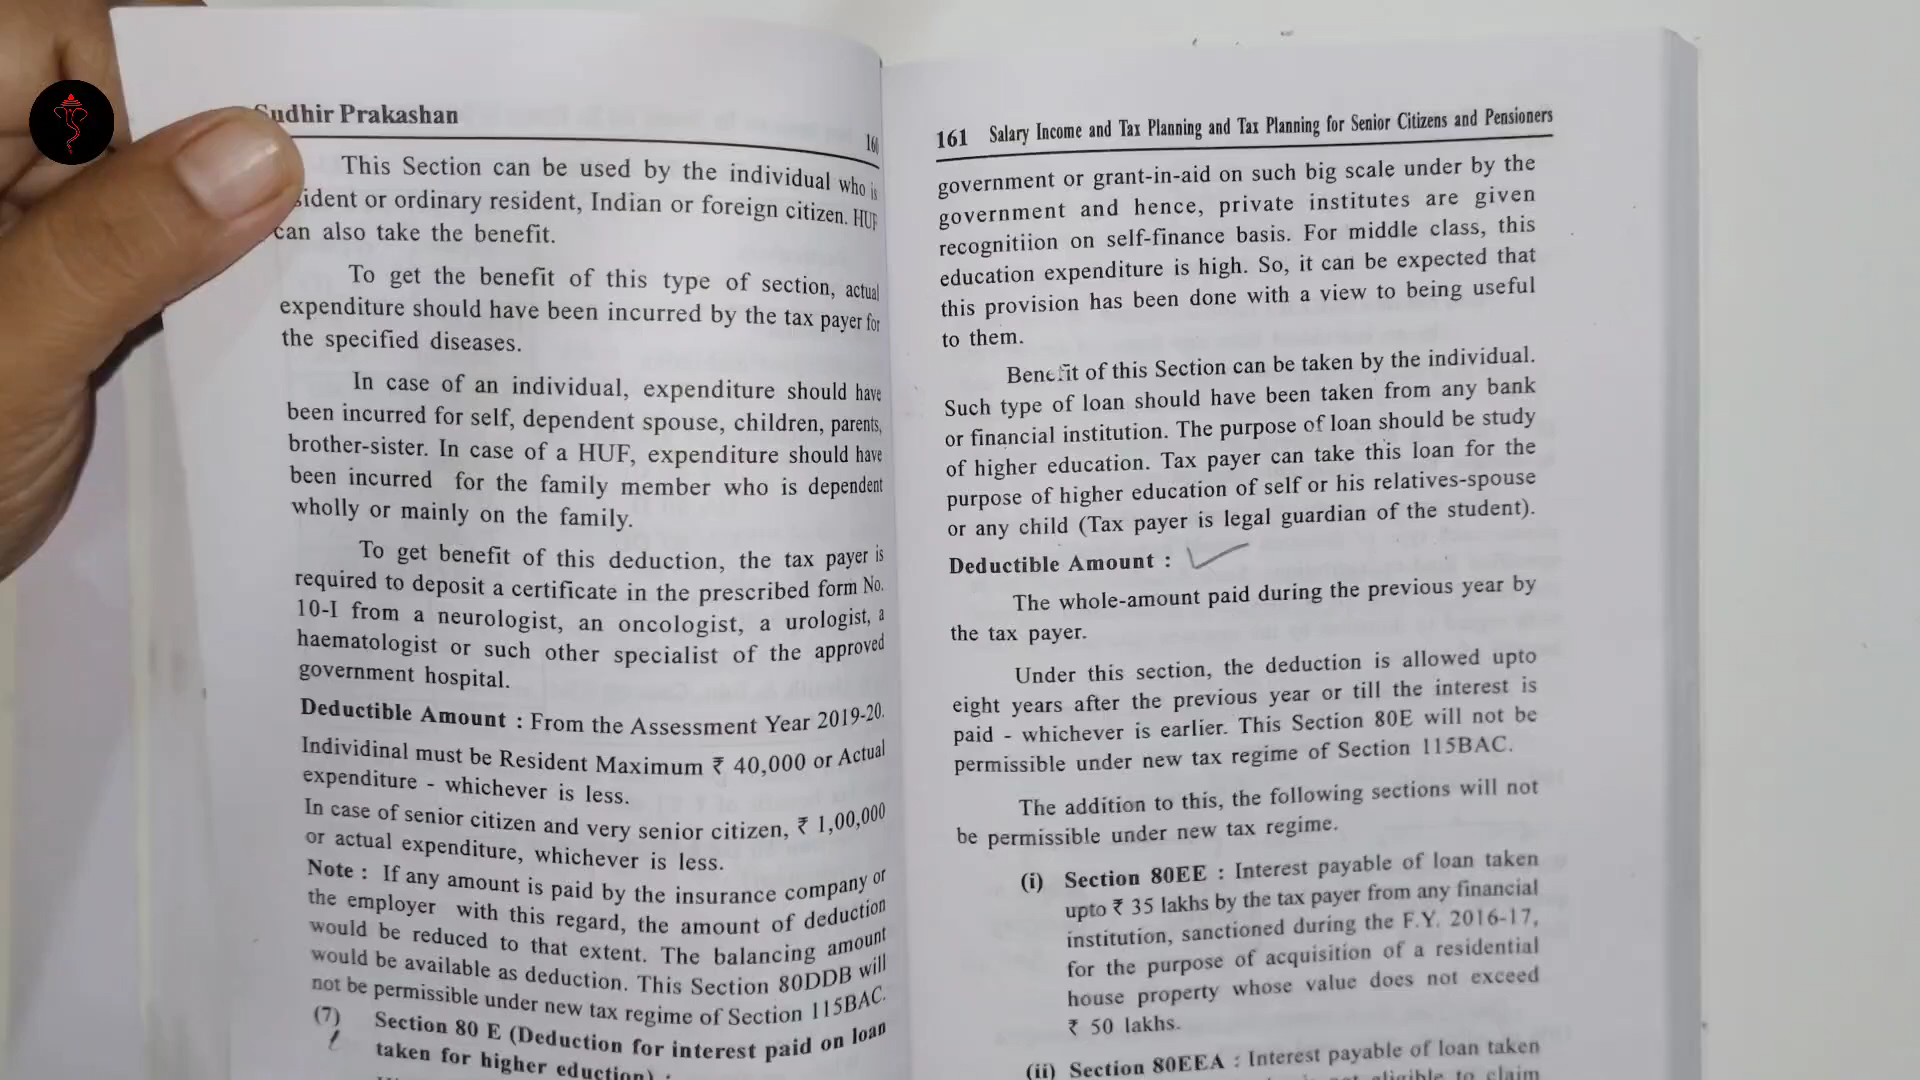 Sudhir Prakashan
160
This Section can be used by the individual who is
sident or ordinary resident, Indian or foreign citizen. HUF
can also take the benefit.
To get the benefit of this type of section, actual
expenditure should have been incurred by the tax payer for
the specified diseases.
In case of an individual, expenditure should have
been incurred for self, dependent spouse, children, parents,
brother-sister. In case of a HUF, expenditure should have
been incurred for the family member who is dependent
wholly or mainly on the family.
To get benefit of this deduction, the tax payer is
required to deposit a certificate in the prescribed form No.
10-I from a neurologist, an oncologist, a urologist, a
haematologist or such other specialist of the approved
government hospital.
Deductible Amount : From the Assessment Year 2019-20.
Individinal must be Resident Maximum ₹ 40,000 or Actual
expenditure - whichever is less.
In case of senior citizen and very senior citizen, ₹ 1,00,000
or actual expenditure, whichever is less.
Note : If any amount is paid by the insurance company or
the employer with this regard, the amount of deduction
would be reduced to that extent. The balancing amount
would be available as deduction. This Section 80DDB will
not be permissible under new tax regime of Section 115BAC.
(7) Section 80 E (Deduction for interest paid on loan
taken for higher eduction) :
161 Salary Income and Tax Planning and Tax Planning for Senior Citizens and Pensioners
government or grant-in-aid on such big scale under by the
government and hence, private institutes are given
recognitiion on self-finance basis. For middle class, this
education expenditure is high. So, it can be expected that
this provision has been done with a view to being useful
to them.
Benefit of this Section can be taken by the individual.
Such type of loan should have been taken from any bank
or financial institution. The purpose of loan should be study
of higher education. Tax payer can take this loan for the
purpose of higher education of self or his relatives-spouse
or any child (Tax payer is legal guardian of the student).
Deductible Amount :
The whole-amount paid during the previous year by
the tax payer.
Under this section, the deduction is allowed upto
eight years after the previous year or till the interest is
paid - whichever is earlier. This Section 80E will not be
permissible under new tax regime of Section 115BAC.
The addition to this, the following sections will not
be permissible under new tax regime.
(i) Section 80EE : Interest payable of loan taken
upto ₹ 35 lakhs by the tax payer from any financial
institution, sanctioned during the F.Y. 2016-17,
for the purpose of acquisition of a residential
house property whose value does not exceed
₹ 50 lakhs.
(ii) Section 80EEA : Interest payable of loan taken
eligible to claim